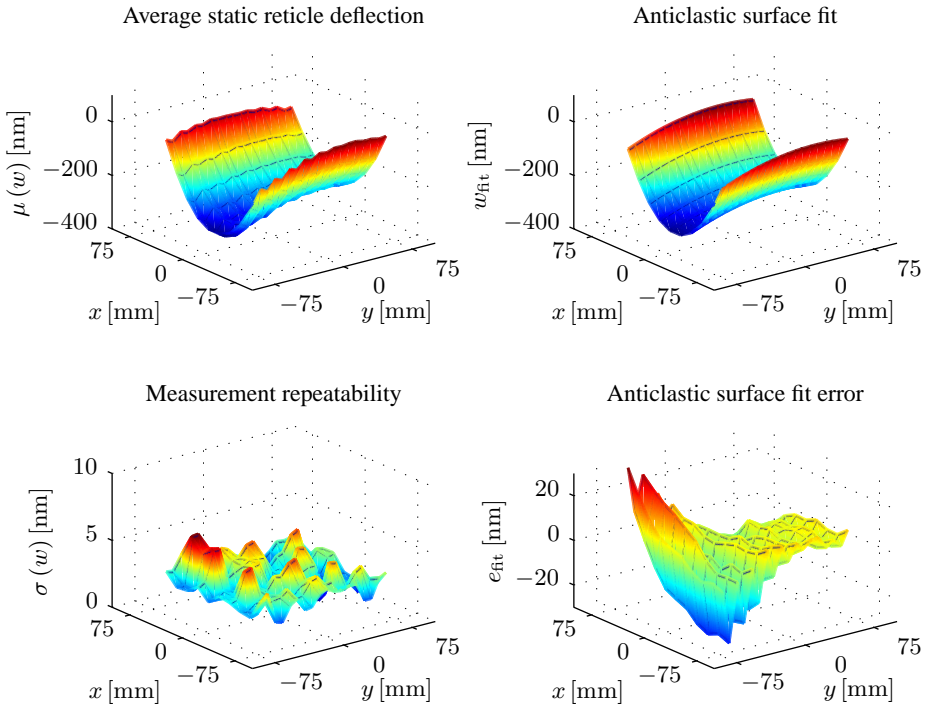 Average static reticle deflection
Anticlastic surface fit
0
−200
−400
μ (w) [nm]
75
0
−75
x [mm]
−75
0
75
y [mm]
0
−200
−400
w_fit [nm]
75
0
−75
x [mm]
−75
0
75
y [mm]
Measurement repeatability
Anticlastic surface fit error
10
5
0
σ (w) [nm]
75
0
−75
x [mm]
−75
0
75
y [mm]
20
0
−20
e_fit [nm]
75
0
−75
x [mm]
−75
0
75
y [mm]